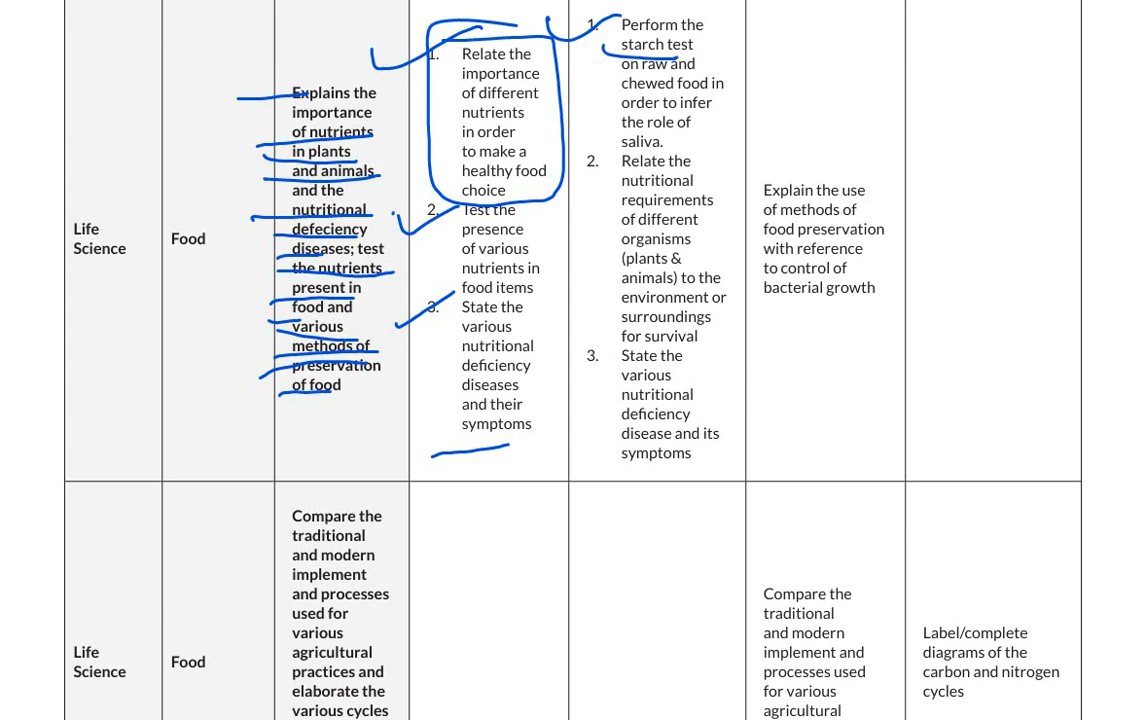 Life
Science
Food
Explains the
importance
of nutrients
in plants
and animals
and the
nutritional
defeciency
diseases; test
the nutrients
present in
food and
various
methods of
preservation
of food
1. Relate the
importance
of different
nutrients
in order
to make a
healthy food
choice
2. Test the
presence
of various
nutrients in
food items
3. State the
various
nutritional
deficiency
diseases
and their
symptoms
1. Perform the
starch test
on raw and
chewed food in
order to infer
the role of
saliva.
2. Relate the
nutritional
requirements
of different
organisms
(plants &
animals) to the
environment or
surroundings
for survival
3. State the
various
nutritional
deficiency
disease and its
symptoms
Explain the use
of methods of
food preservation
with reference
to control of
bacterial growth
Life
Science
Food
Compare the
traditional
and modern
implement
and processes
used for
various
agricultural
practices and
elaborate the
various cycles
Compare the
traditional
and modern
implement and
processes used
for various
agricultural
Label/complete
diagrams of the
carbon and nitrogen
cycles